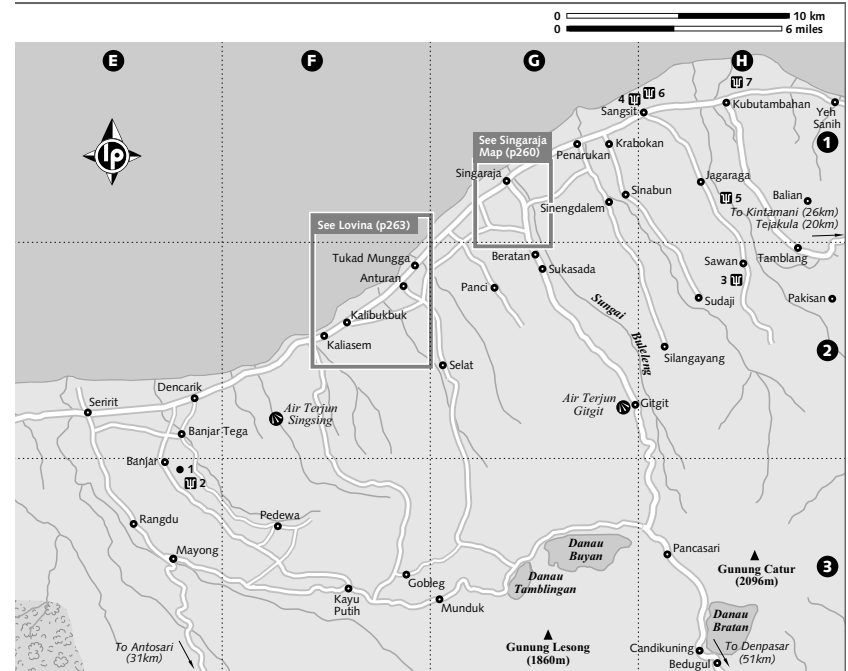 0 10 km
0 6 miles
E
F
G
H
4
6
7
Sangsit
Kubutambahan
Yeh
Sanih
1
lp
See Singaraja
Map (p260)
Penarukan
Krabokan
Singaraja
Jagaraga
Sinabun
5
Balian
Sinengdalem
To Kintamani (26km)
Tejakula (20km)
See Lovina (p263)
Tukad Mungga
Beratan
Sukasada
Sawan
Tamblang
3
Anturan
Panci
Sungai
Buleleng
Sudaji
Pakisan
Kalibukbuk
Kaliasem
Silangayang
2
Selat
Dencarik
Seririt
Air Terjun
Singsing
Air Terjun
Gitgit
Gitgit
Banjar Tega
Banjar
1
2
Rangdu
Pedewa
Mayong
Danau
Buyan
Pancasari
Gunung Catur
(2096m)
3
Gobleg
Danau
Tamblingan
Kayu
Putih
Munduk
Danau
Bratan
To Antosari
(31km)
Gunung Lesong
(1860m)
Candikuning
Bedugul
To Denpasar
(51km)